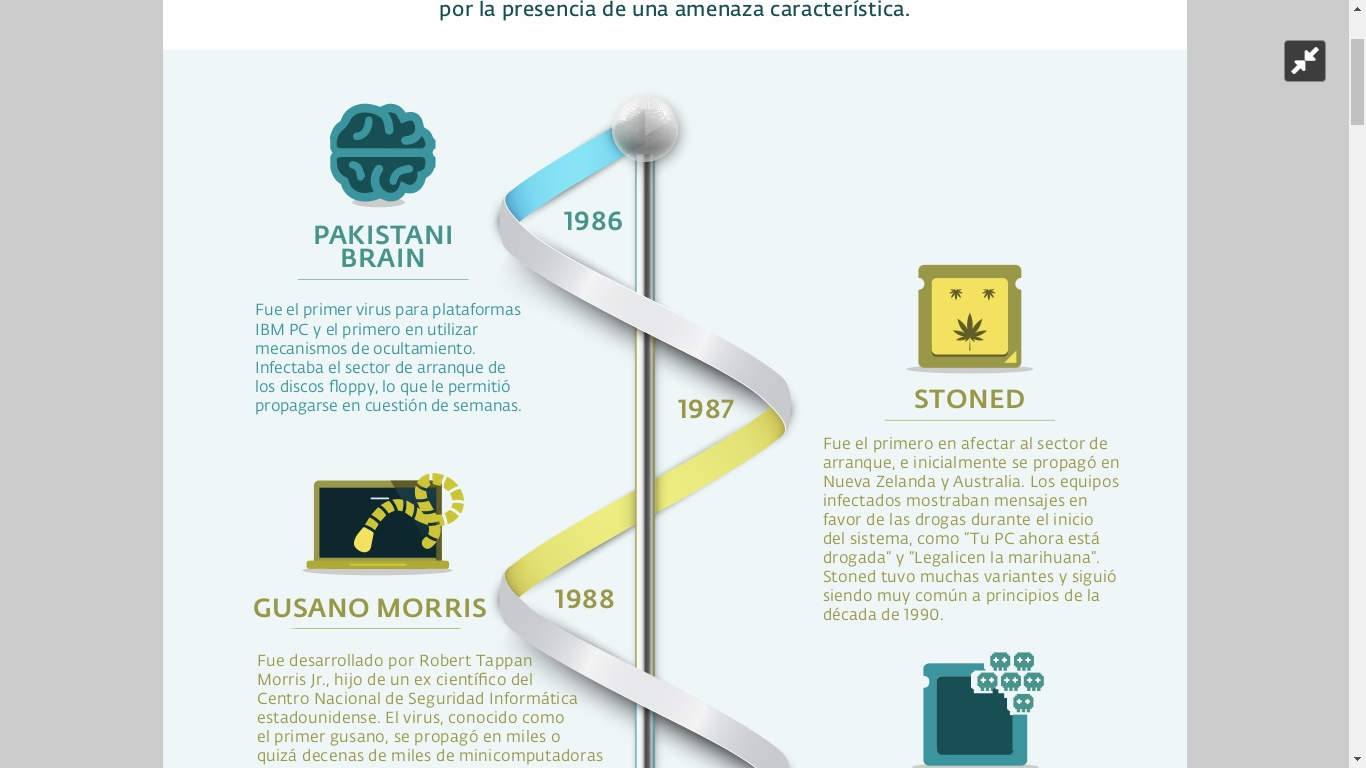 por la presencia de una amenaza característica.
1986
PAKISTANI
BRAIN
Fue el primer virus para plataformas
IBM PC y el primero en utilizar
mecanismos de ocultamiento.
Infectaba el sector de arranque de
los discos floppy, lo que le permitió
propagarse en cuestión de semanas.
1987
STONED
Fue el primero en afectar al sector de
arranque, e inicialmente se propagó en
Nueva Zelanda y Australia. Los equipos
infectados mostraban mensajes en
favor de las drogas durante el inicio
del sistema, como "Tu PC ahora está
drogada" y "Legalicen la marihuana".
Stoned tuvo muchas variantes y siguió
siendo muy común a principios de la
década de 1990.
1988
GUSANO MORRIS
Fue desarrollado por Robert Tappan
Morris Jr., hijo de un ex científico del
Centro Nacional de Seguridad Informática
estadounidense. El virus, conocido como
el primer gusano, se propagó en miles o
quizá decenas de miles de minicomputadoras